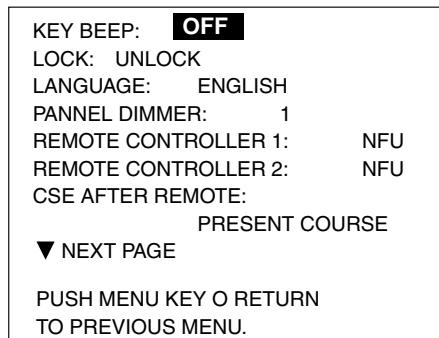 KEY BEEP: OFF
LOCK: UNLOCK
LANGUAGE: ENGLISH
PANNEL DIMMER: 1
REMOTE CONTROLLER 1: NFU
REMOTE CONTROLLER 2: NFU
CSE AFTER REMOTE:
PRESENT COURSE
▼ NEXT PAGE
PUSH MENU KEY O RETURN
TO PREVIOUS MENU.